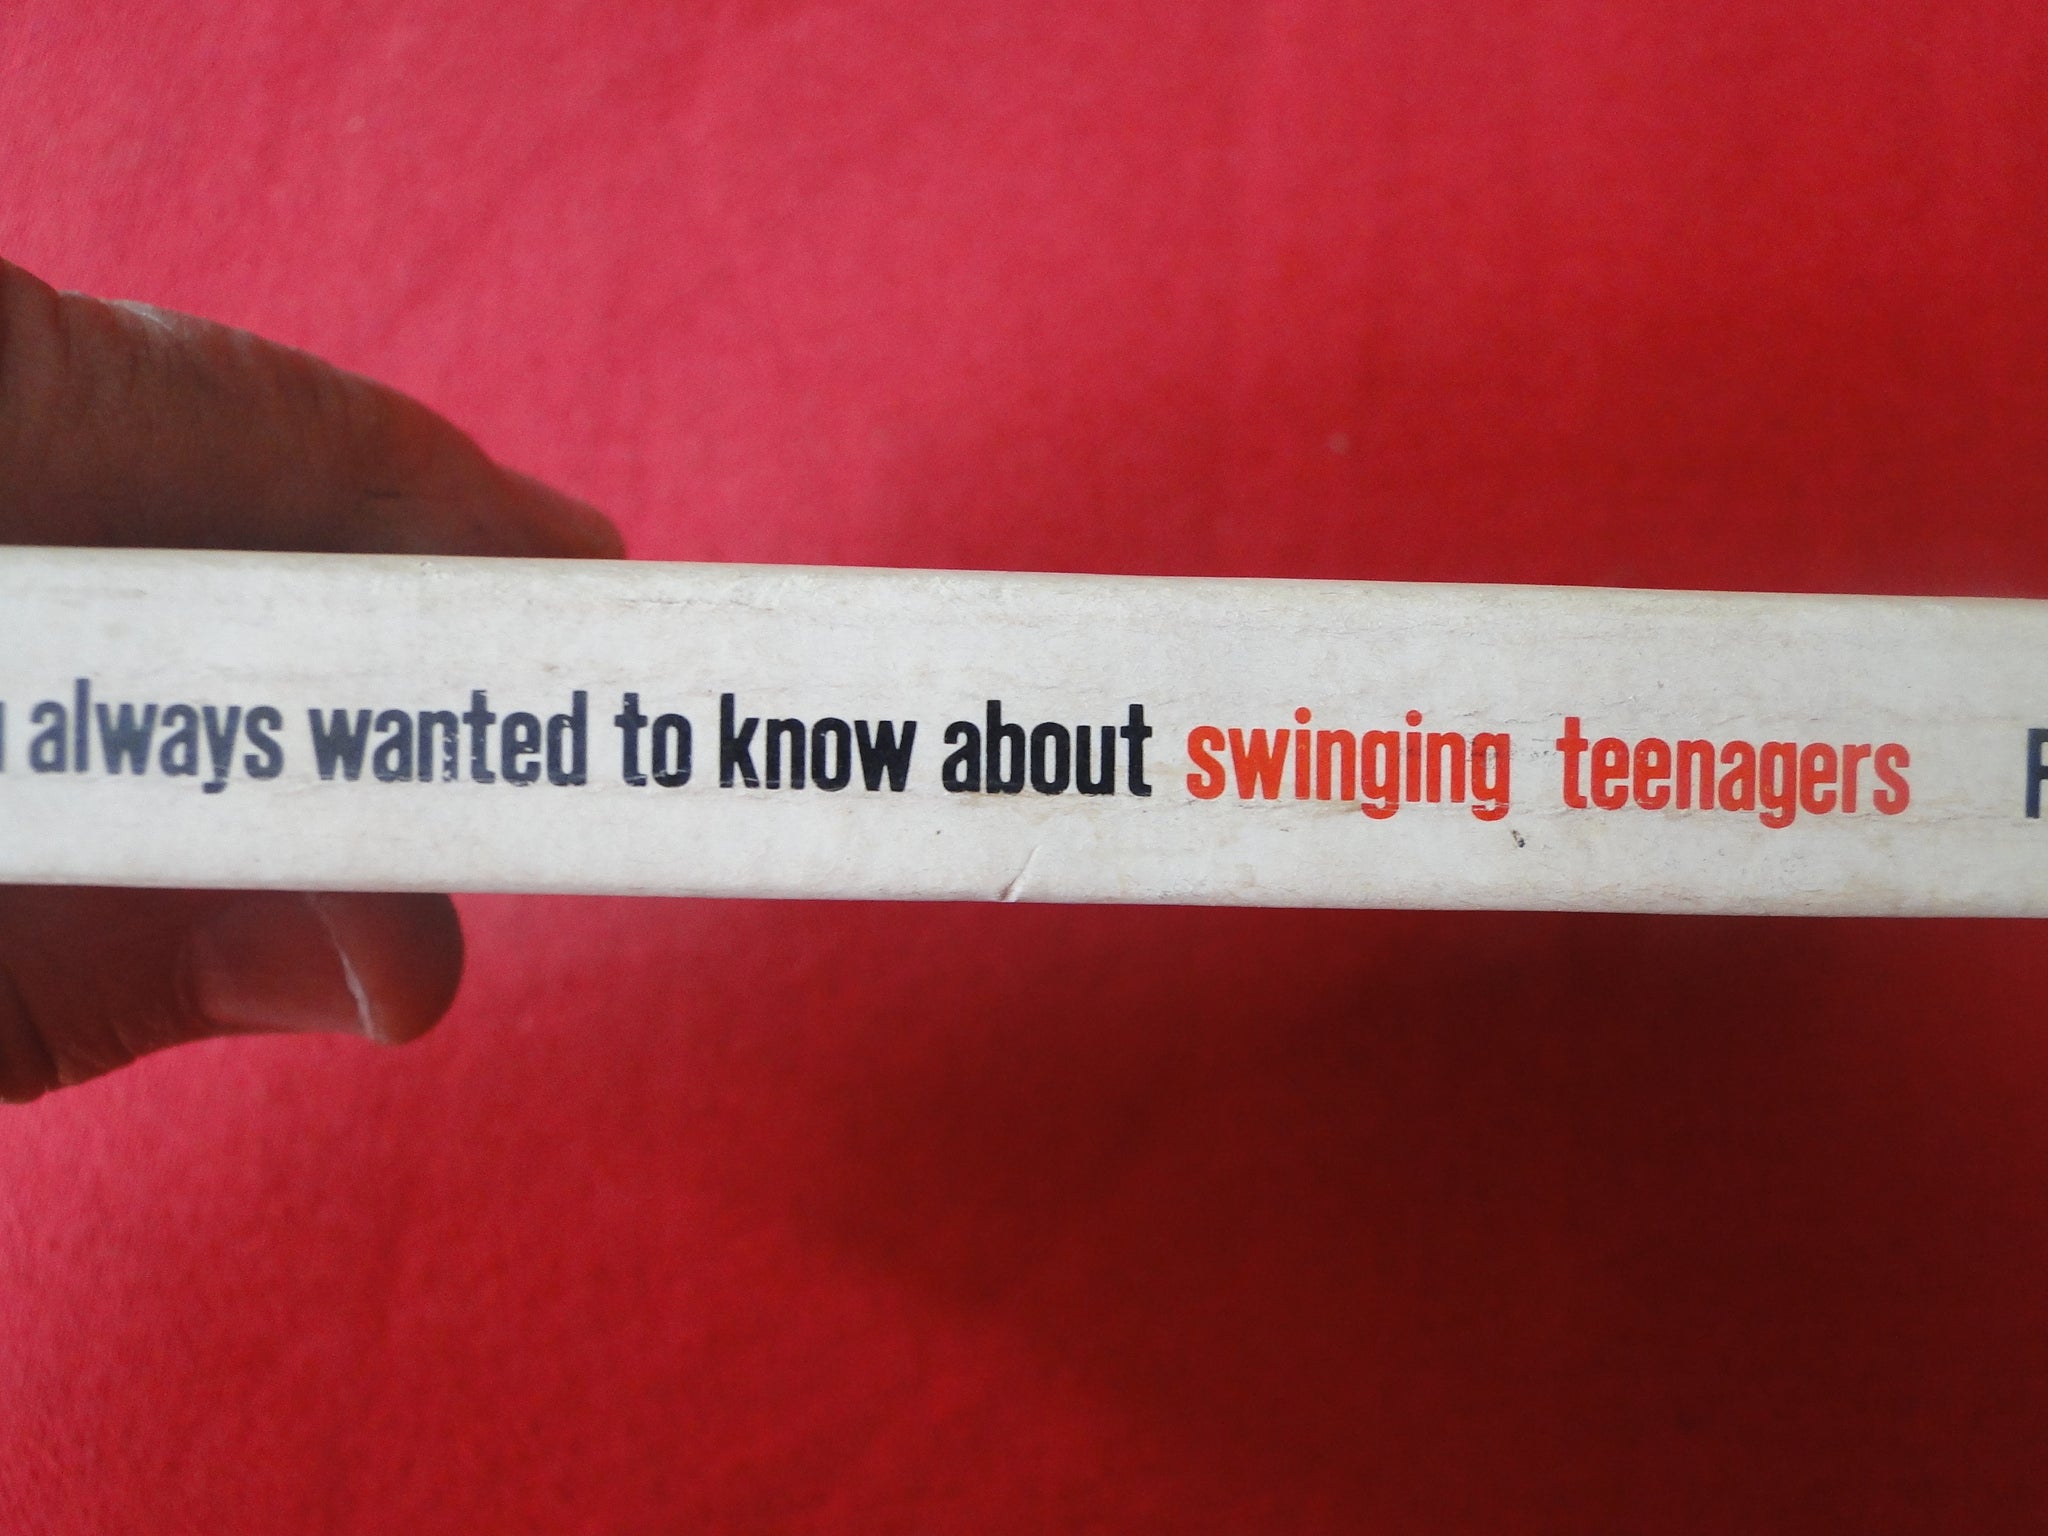 always wanted to know about swinging teenagers